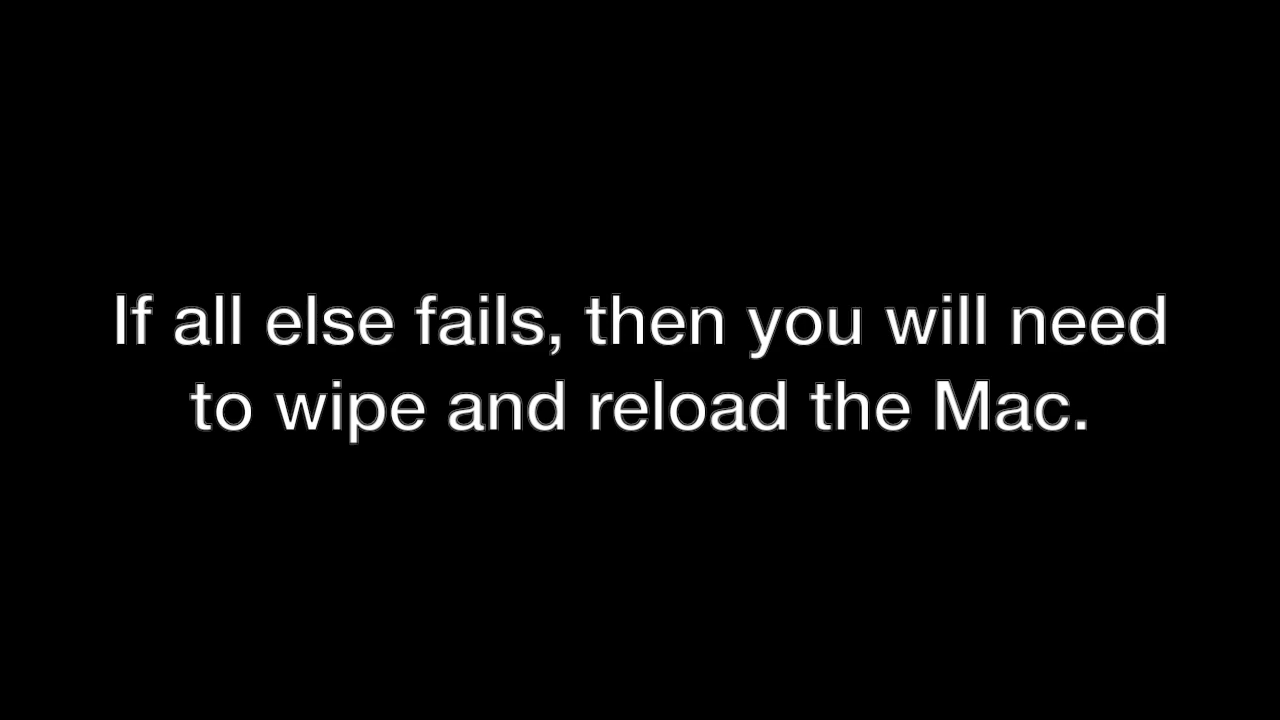 If all else fails, then you will need
to wipe and reload the Mac.